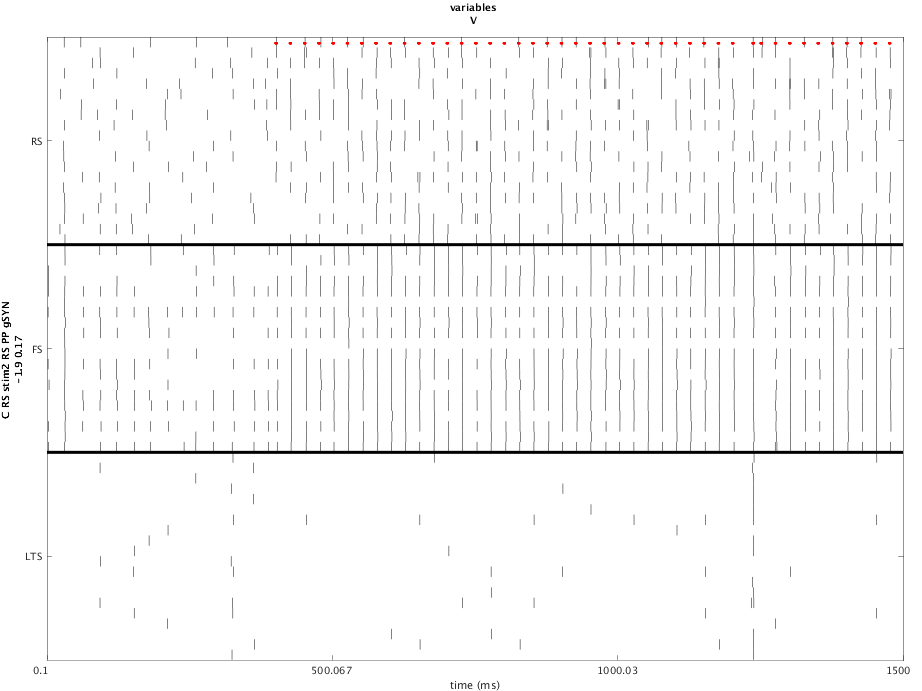 variables
V
RS
FS
LTS
C RS stim2 RS PP gSYN
-1.9 0.17
0.1
500.067
1000.03
1500
time (ms)